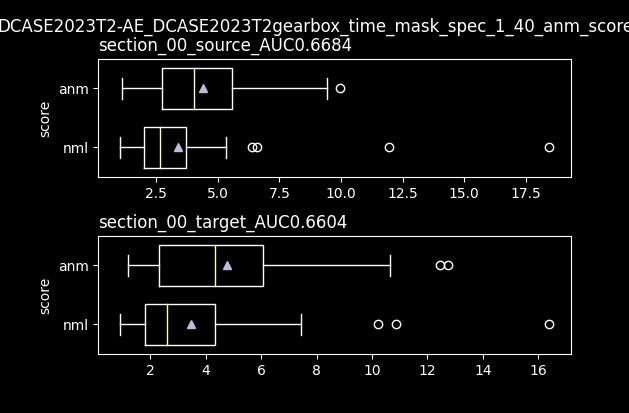 DCASE2023T2-AE_DCASE2023T2gearbox_time_mask_spec_1_40_anm_score
section_00_source_AUC0.6684
anm
nml
score
2.5 5.0 7.5 10.0 12.5 15.0 17.5
section_00_target_AUC0.6604
anm
nml
score
2 4 6 8 10 12 14 16